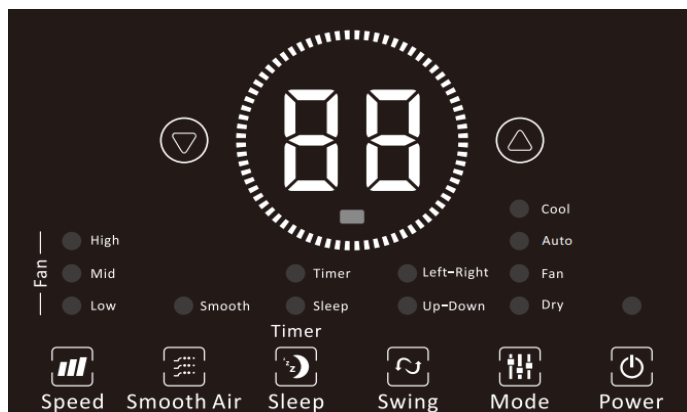 88
Cool
High
Auto
Fan
Mid
Timer
Left-Right
Fan
Low
Smooth
Sleep
Up-Down
Dry
Timer
zz
Speed
Smooth Air
Sleep
Swing
Mode
Power